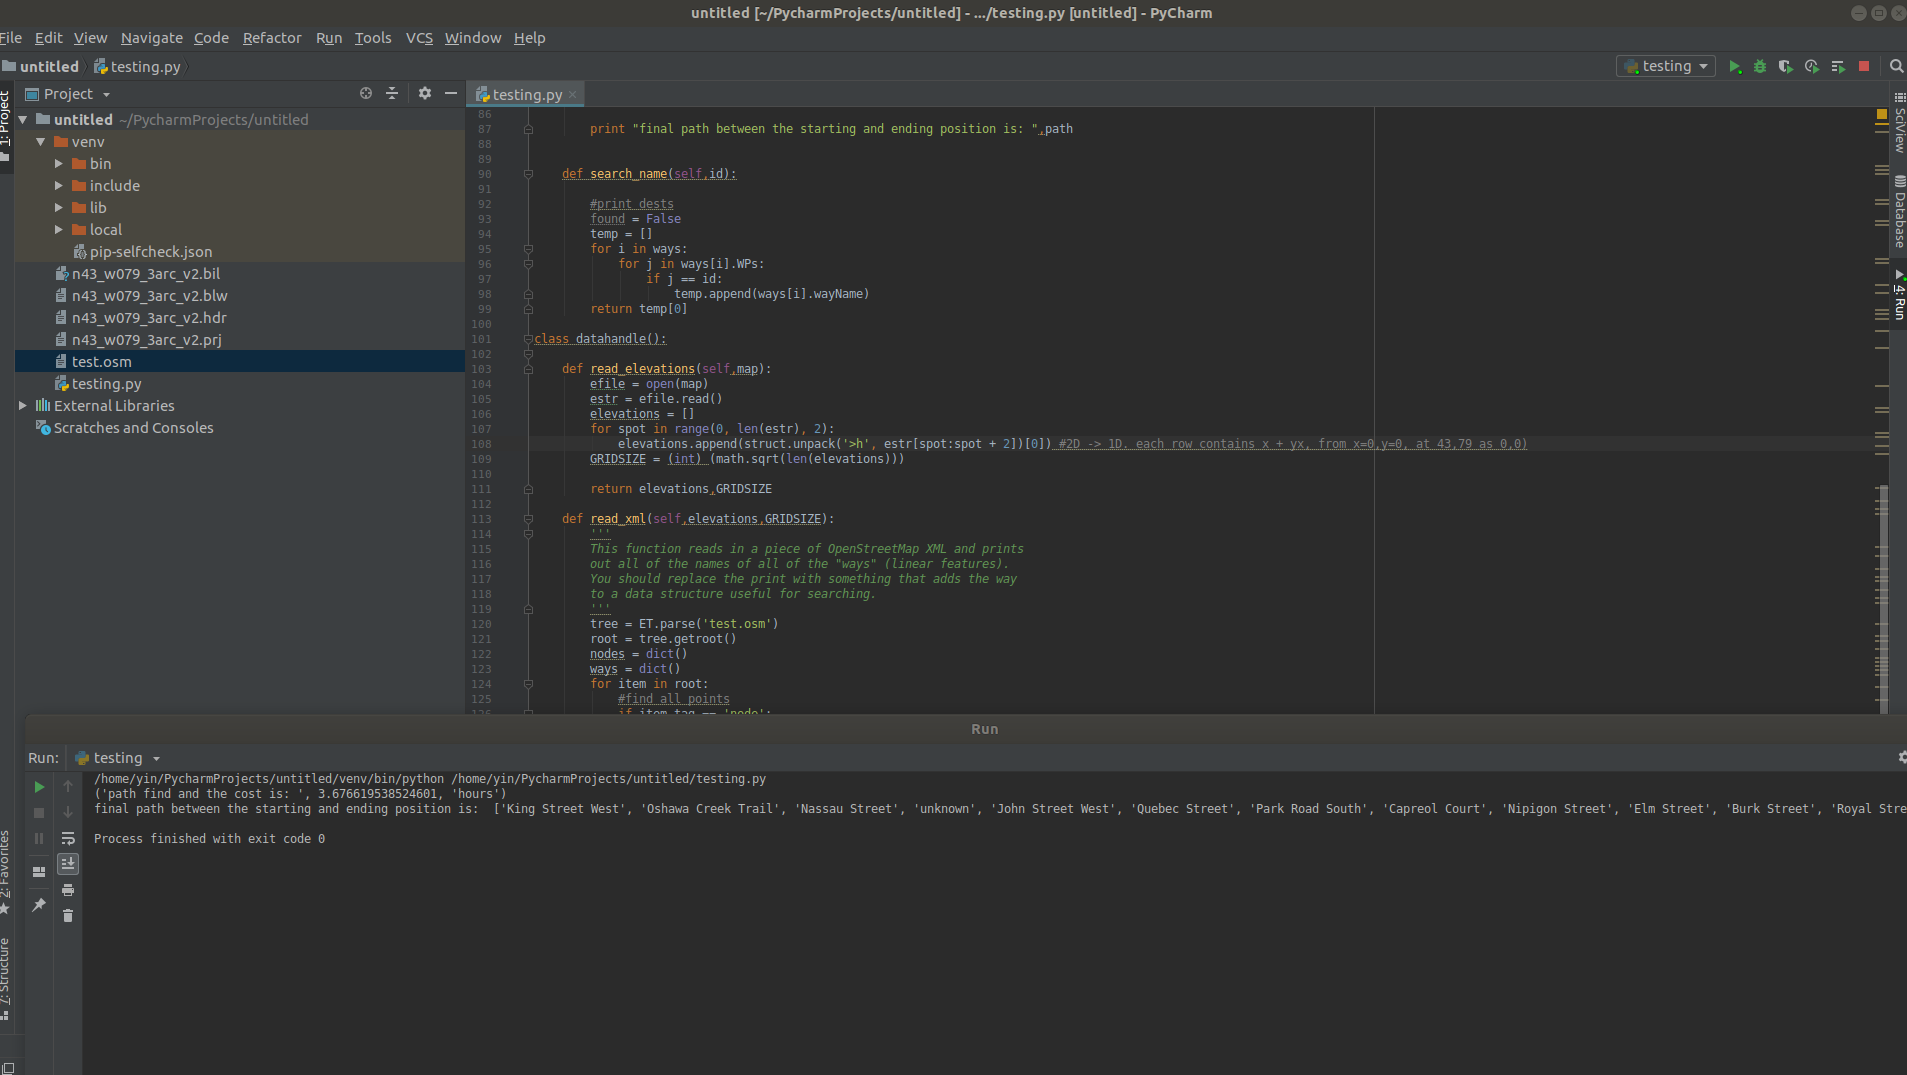 untitled [~/PycharmProjects/untitled] - .../testing.py [untitled] - PyCharm
File Edit View Navigate Code Refactor Run Tools VCS Window Help
untitled testing.py
testing
1: Project
Project
untitled ~/PycharmProjects/untitled
venv
bin
include
lib
local
pip-selfcheck.json
n43_w079_3arc_v2.bil
n43_w079_3arc_v2.blw
n43_w079_3arc_v2.hdr
n43_w079_3arc_v2.prj
test.osm
testing.py
External Libraries
Scratches and Consoles
testing.py
86
87 print "final path between the starting and ending position is: ",path
88
89
90 def search_name(self,id):
91
92 #print dests
93 found = False
94 temp = []
95 for i in ways:
96 for j in ways[i].WPs:
97 if j == id:
98 temp.append(ways[i].wayName)
99 return temp[0]
100
101 class datahandle():
102
103 def read_elevations(self,map):
104 efile = open(map)
105 estr = efile.read()
106 elevations = []
107 for spot in range(0, len(estr), 2):
108 elevations.append(struct.unpack('>h', estr[spot:spot + 2])[0]) #2D -> 1D. each row contains x + yx, from x=0,y=0, at 43,79 as 0,0)
109 GRIDSIZE = (int) (math.sqrt(len(elevations)))
110
111 return elevations,GRIDSIZE
112
113 def read_xml(self,elevations,GRIDSIZE):
114 '''
115 This function reads in a piece of OpenStreetMap XML and prints
116 out all of the names of all of the "ways" (linear features).
117 You should replace the print with something that adds the way
118 to a data structure useful for searching.
119 '''
120 tree = ET.parse('test.osm')
121 root = tree.getroot()
122 nodes = dict()
123 ways = dict()
124 for item in root:
125 #find all points
126 if item.tag == 'node':
SciView
Database
4: Run
Run
Run: testing
/home/yin/PycharmProjects/untitled/venv/bin/python /home/yin/PycharmProjects/untitled/testing.py
('path find and the cost is: ', 3.676619538524601, 'hours')
final path between the starting and ending position is:  ['King Street West', 'Oshawa Creek Trail', 'Nassau Street', 'unknown', 'John Street West', 'Quebec Street', 'Park Road South', 'Capreol Court', 'Nipigon Street', 'Elm Street', 'Burk Street', 'Royal Stre
Process finished with exit code 0
2: Favorites
7: Structure